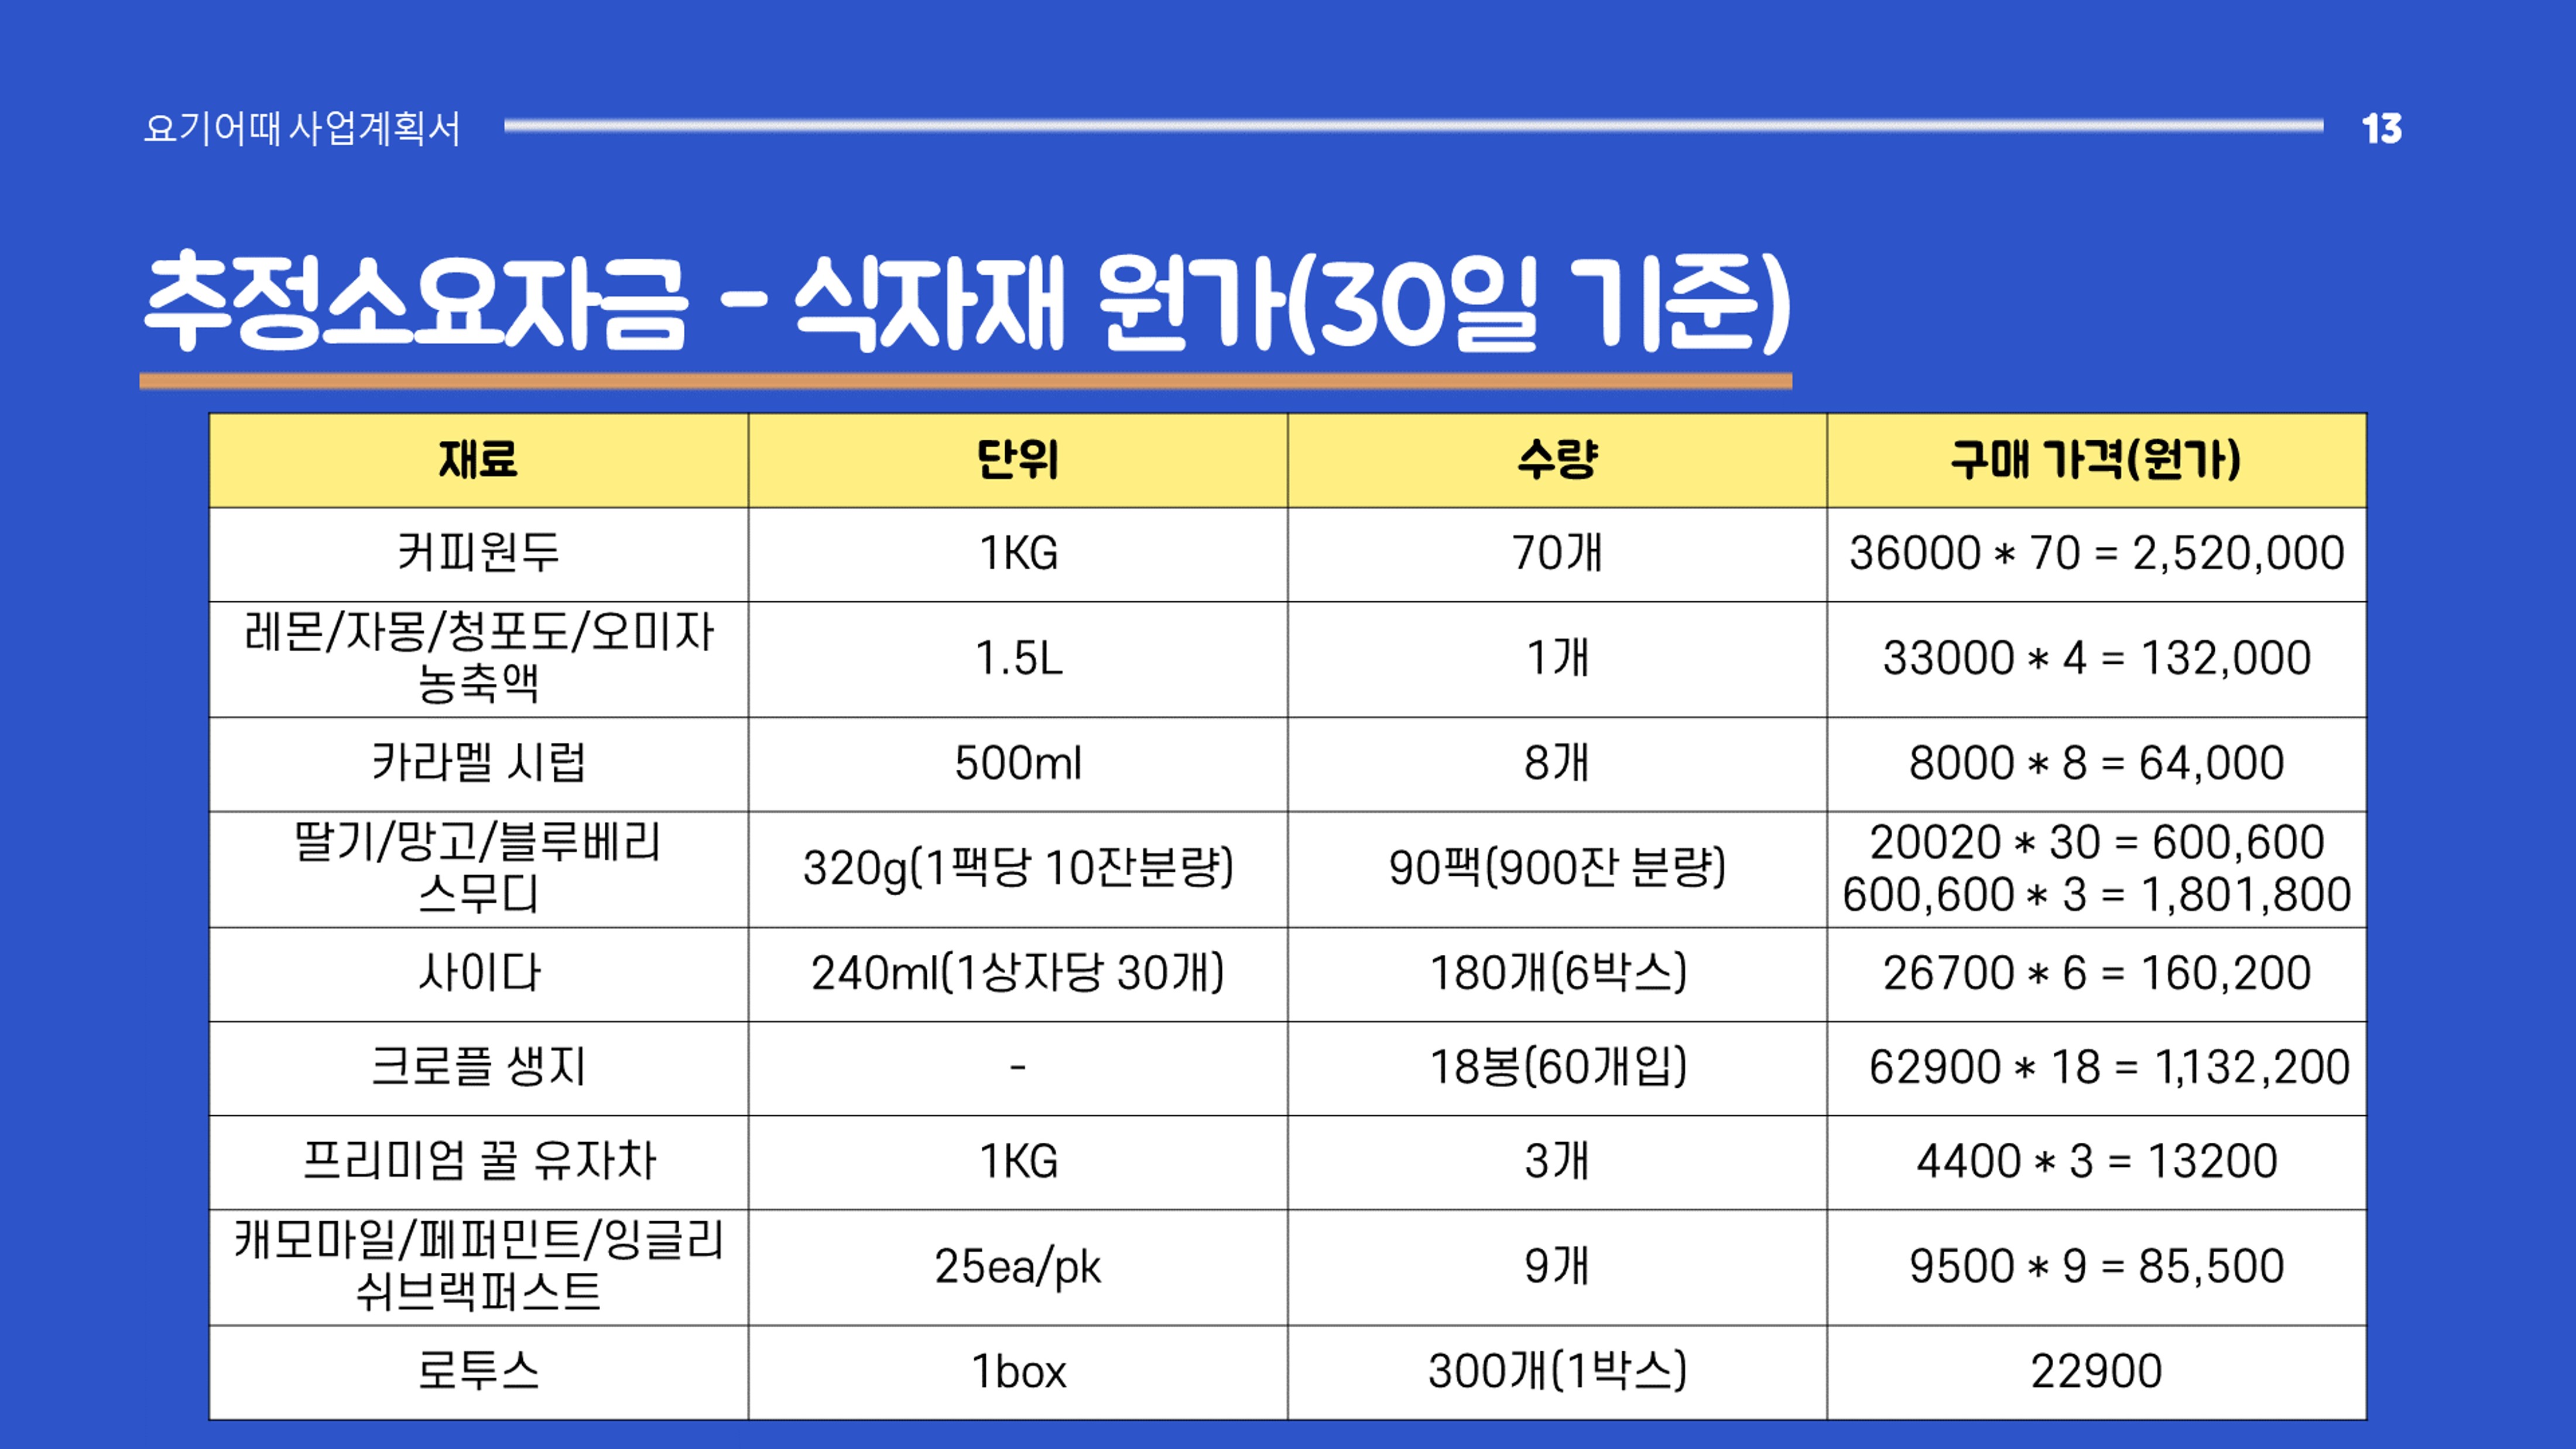 요기어때 사업계획서
13
추정소요자금 - 식자재 원가(30일 기준)
재료 단위 수량 구매 가격(원가)
커피원두 1KG 70개 36000 * 70 = 2,520,000
레몬/자몽/청포도/오미자
농축액 1.5L 1개 33000 * 4 = 132,000
카라멜 시럽 500ml 8개 8000 * 8 = 64,000
딸기/망고/블루베리
스무디 320g(1팩당 10잔분량) 90팩(900잔 분량) 20020 * 30 = 600,600
600,600 * 3 = 1,801,800
사이다 240ml(1상자당 30개) 180개(6박스) 26700 * 6 = 160,200
크로플 생지 - 18봉(60개입) 62900 * 18 = 1,132,200
프리미엄 꿀 유자차 1KG 3개 4400 * 3 = 13200
캐모마일/페퍼민트/잉글리
쉬브랙퍼스트 25ea/pk 9개 9500 * 9 = 85,500
로투스 1box 300개(1박스) 22900